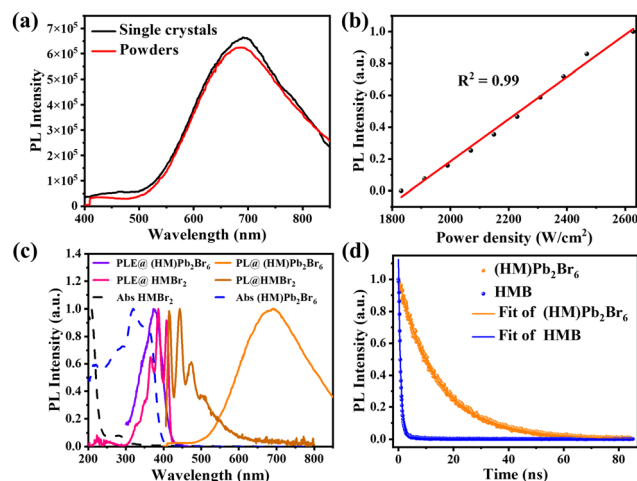 (a)
Single crystals
Powders
7×10⁵
6×10⁵
5×10⁵
4×10⁵
3×10⁵
2×10⁵
1×10⁵
400 500 600 700 800
PL Intensity
Wavelength (nm)
(b)
R² = 0.99
1.0
0.8
0.6
0.4
0.2
0.0
1800 2000 2200 2400 2600
PL Intensity (a.u.)
Power density (W/cm²)
(c)
PLE@ (HM)Pb₂Br₆ PL@ (HM)Pb₂Br₆
PLE@ HMBr₂ PL@HMBr₂
Abs HMBr₂ Abs (HM)Pb₂Br₆
1.0
0.8
0.6
0.4
0.2
0.0
200 300 400 500 600 700 800
PL Intensity (a.u.)
Wavelength (nm)
(d)
(HM)Pb₂Br₆
HMB
Fit of (HM)Pb₂Br₆
Fit of HMB
1.0
0.8
0.6
0.4
0.2
0.0
0 20 40 60 80
PL Intensity (a.u.)
Time (ns)